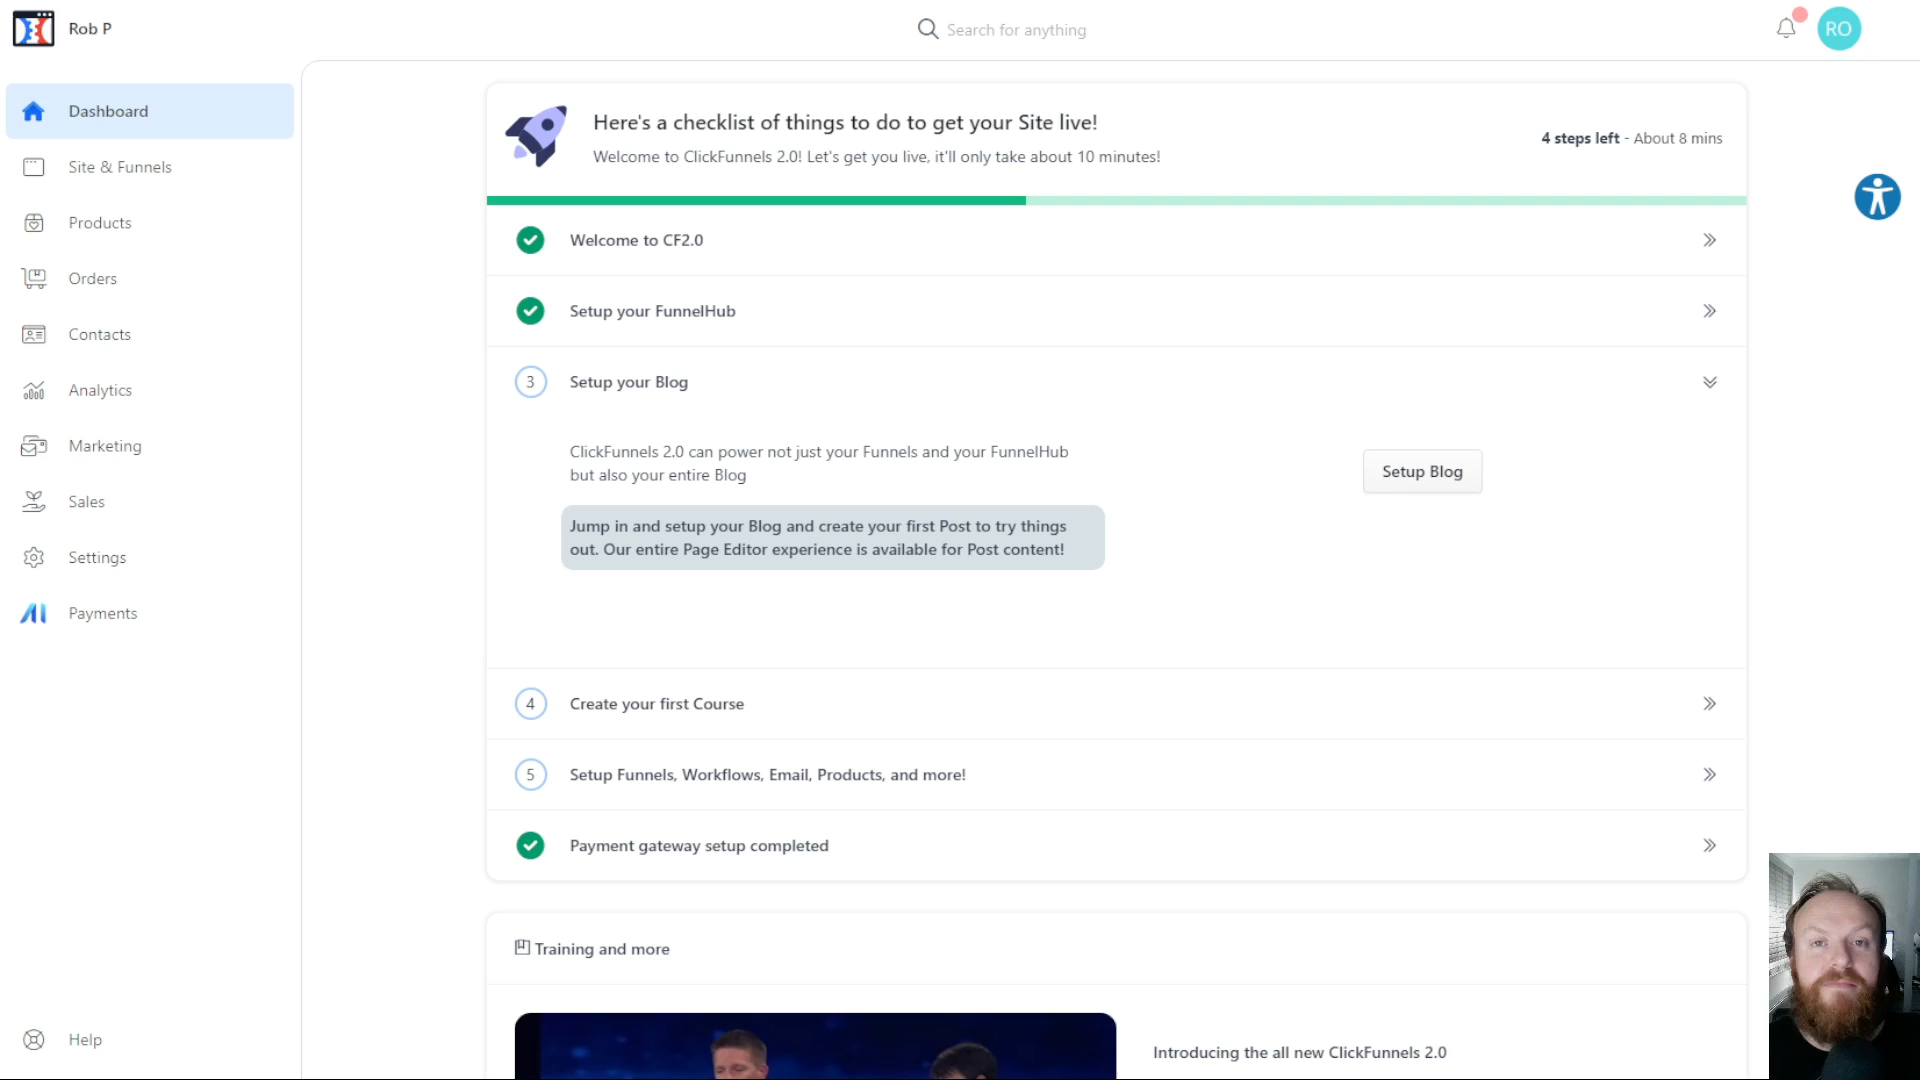 Rob P
Search for anything
RO
Dashboard
Site & Funnels
Products
Orders
Contacts
Analytics
Marketing
Sales
Settings
Payments
Help
Here's a checklist of things to do to get your Site live!
Welcome to ClickFunnels 2.0! Let's get you live, it'll only take about 10 minutes!
4 steps left - About 8 mins
Welcome to CF2.0
Setup your FunnelHub
3 Setup your Blog
ClickFunnels 2.0 can power not just your Funnels and your FunnelHub
but also your entire Blog
Setup Blog
Jump in and setup your Blog and create your first Post to try things
out. Our entire Page Editor experience is available for Post content!
4 Create your first Course
5 Setup Funnels, Workflows, Email, Products, and more!
Payment gateway setup completed
Training and more
Introducing the all new ClickFunnels 2.0